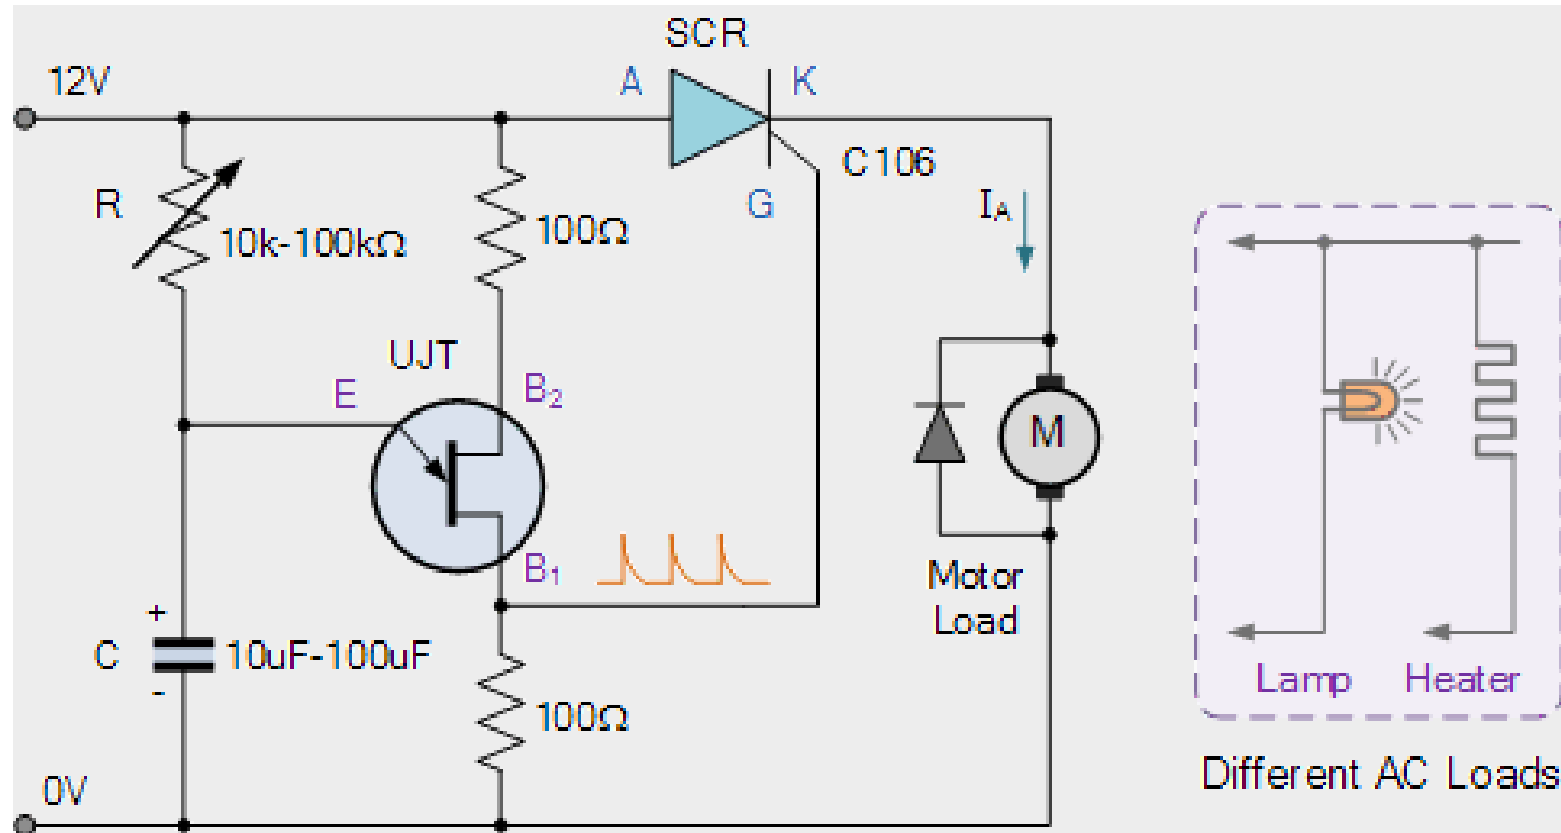 SCR
12V
A
K
C106
R
G
I_A
10k-100kΩ
100Ω
UJT
E
B₂
M
B₁
Motor
Load
+
C
10uF-100uF
-
100Ω
0V
Lamp
Heater
Different AC Loads